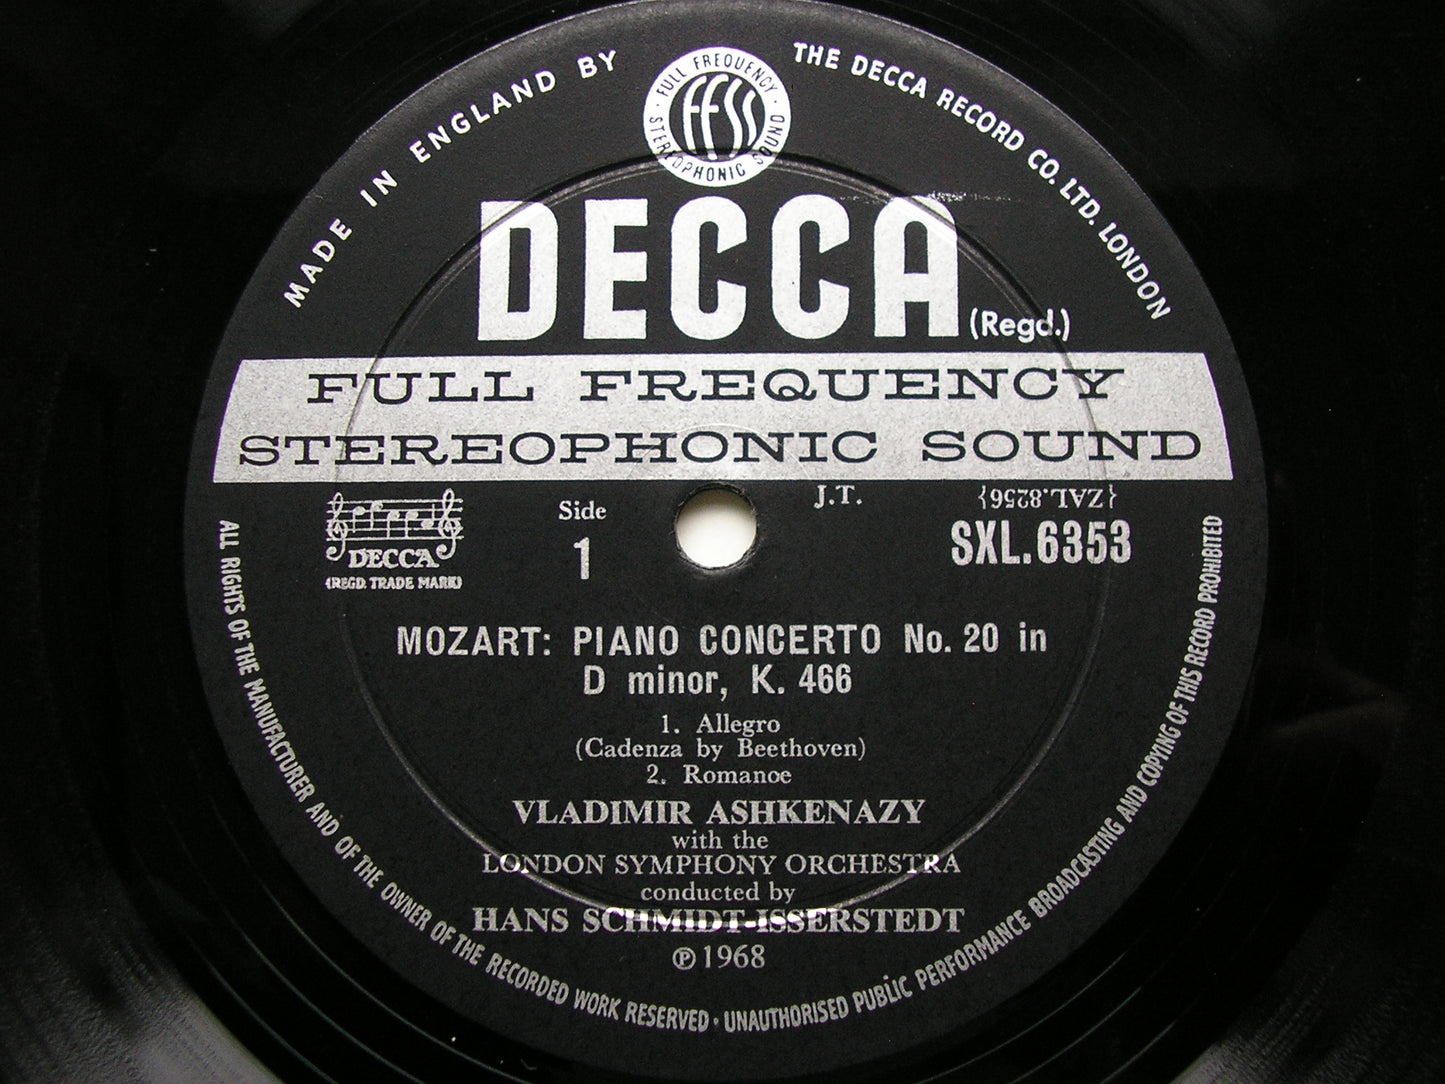 MADE IN ENGLAND BY
THE DECCA RECORD CO. LTD. LONDON
FULL FREQUENCY
FFSS
STEREOPHONIC SOUND
DECCA
(Regd.)
FULL FREQUENCY
STEREOPHONIC SOUND
DECCA
(REGD. TRADE MARK)
Side
1
J.T.
{ZAL.8256}
SXL.6353
MOZART: PIANO CONCERTO No. 20 in
D minor, K. 466
1. Allegro
(Cadenza by Beethoven)
2. Romanoe
VLADIMIR ASHKENAZY
with the
LONDON SYMPHONY ORCHESTRA
conducted by
HANS SCHMIDT-ISSERSTEDT
℗ 1968
ALL RIGHTS OF THE MANUFACTURER AND OF THE OWNER OF THE RECORDED WORK RESERVED · UNAUTHORISED PUBLIC PERFORMANCE BROADCASTING AND COPYING OF THIS RECORD PROHIBITED